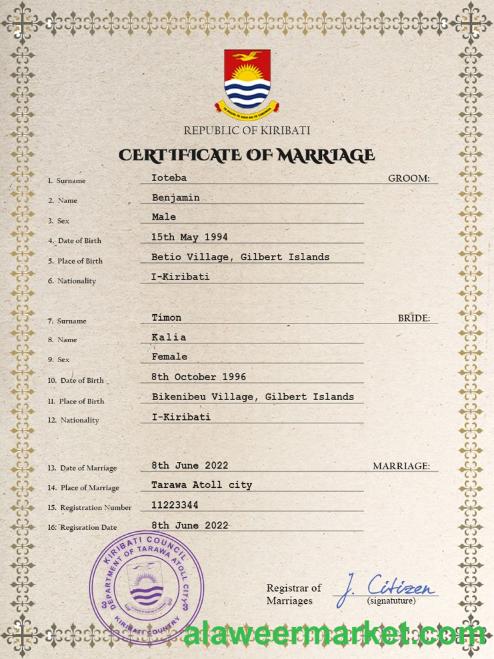 REPUBLIC OF KIRIBATI
CERTIFICATE OF MARRIAGE
1. Surname Ioteba GROOM:
2. Name Benjamin
3. Sex Male
4. Date of Birth 15th May 1994
5. Place of Birth Betio Village, Gilbert Islands
6. Nationality I-Kiribati
7. Surname Timon BRIDE:
8. Name Kalia
9. Sex Female
10. Date of Birth 8th October 1996
11. Place of Birth Bikenibeu Village, Gilbert Islands
12. Nationality I-Kiribati
13. Date of Marriage 8th June 2022 MARRIAGE:
14. Place of Marriage Tarawa Atoll city
15. Registration Number 11223344
16: Regisration Date 8th June 2022
KIRIBATI COUNCIL
DEPARTMENT OF TARAWA ATOLL CITY
KIRIBATI COUNTRY
Registrar of J. Citizen
Marriages (signatuture)
alaweermarket.com